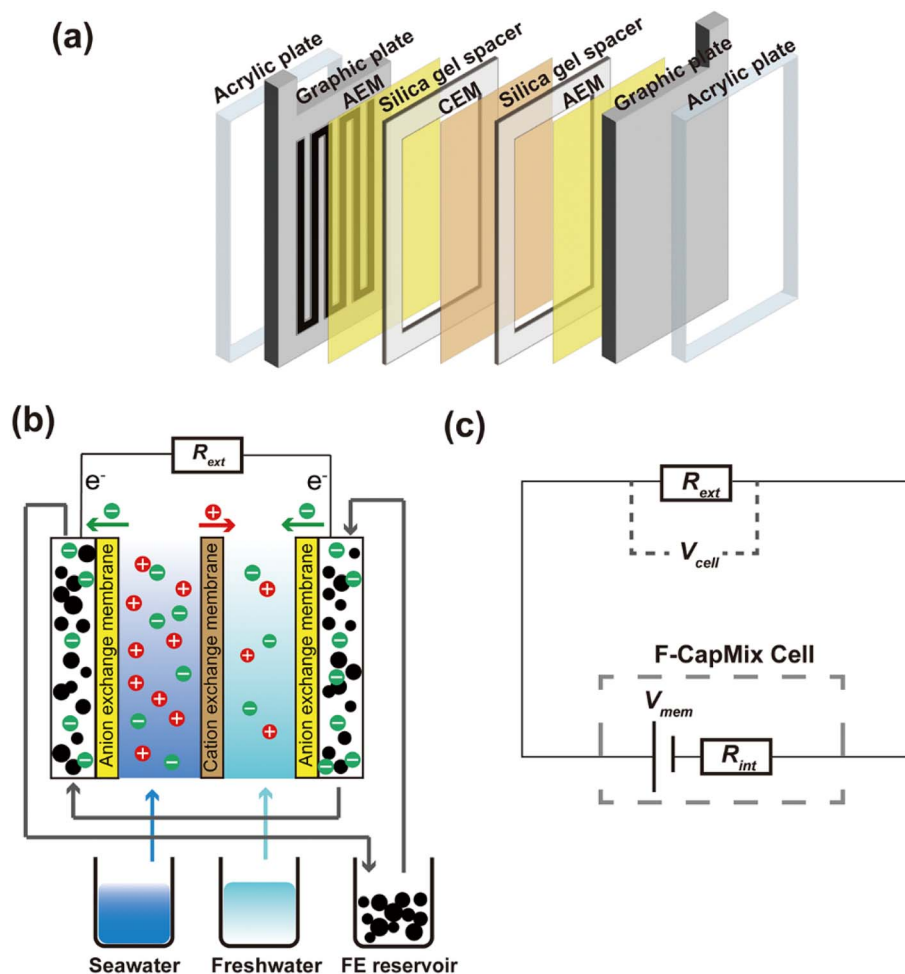 (a)
Acrylic plate
Graphic plate
AEM
Silica gel spacer
CEM
Silica gel spacer
AEM
Graphic plate
Acrylic plate
(b)
R_ext
e⁻
e⁻
Anion exchange membrane
Cation exchange membrane
Anion exchange membrane
Seawater
Freshwater
FE reservoir
(c)
R_ext
V_cell
F-CapMix Cell
V_mem
R_int